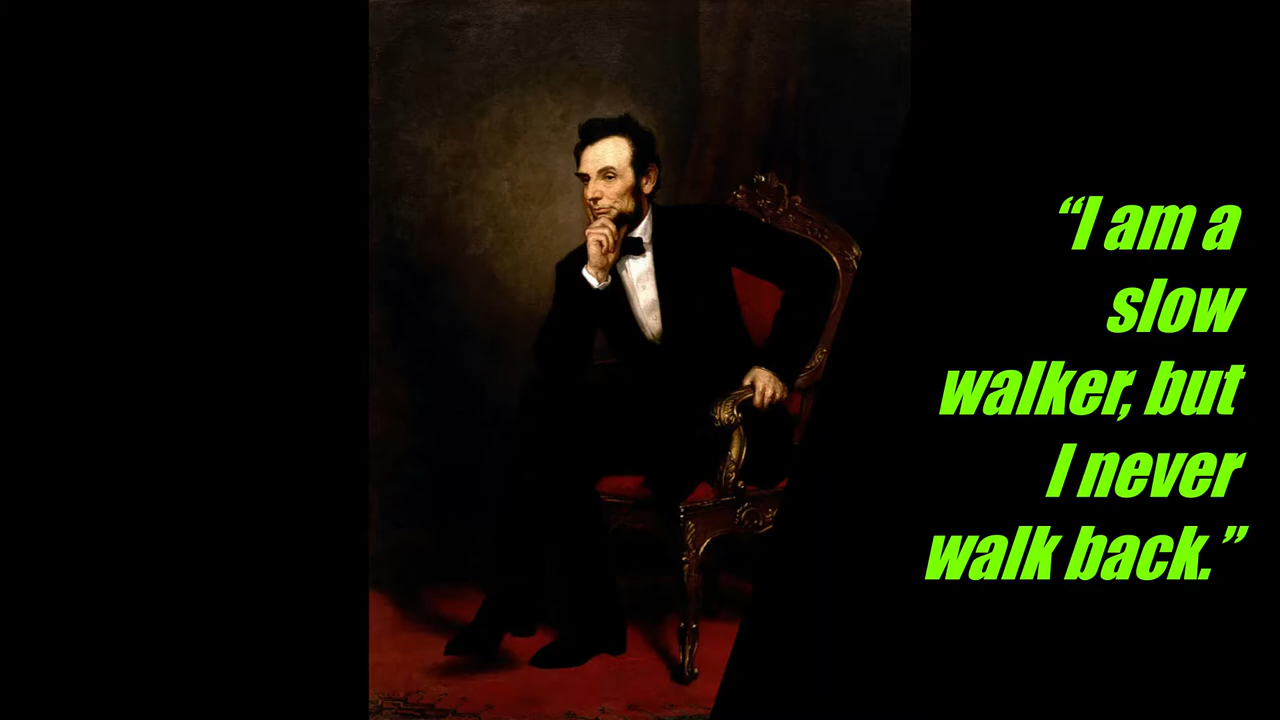 “I am a
slow
walker, but
I never
walk back.”